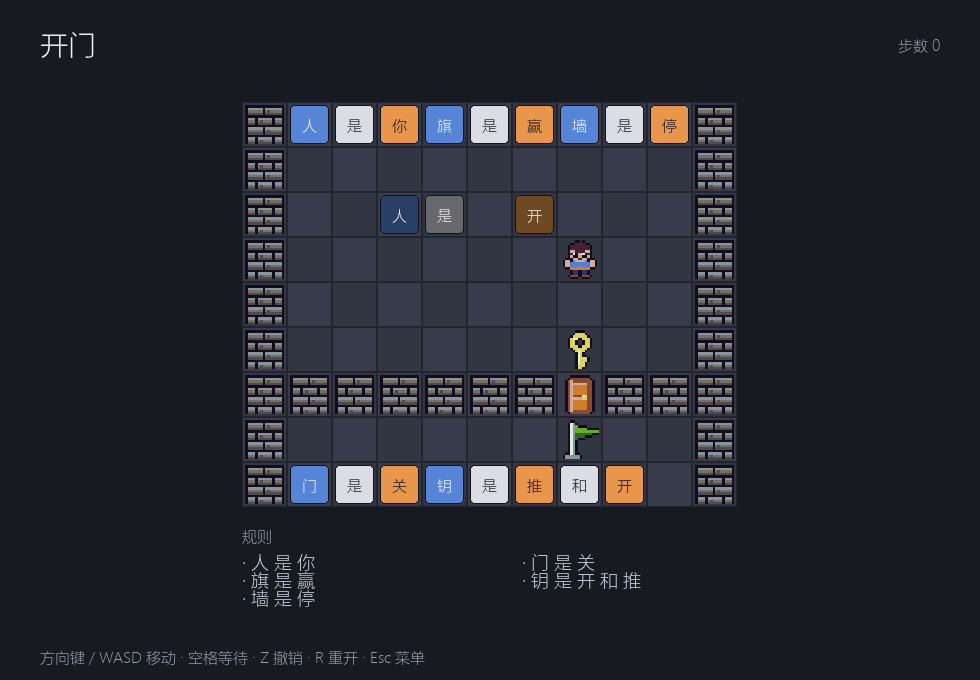 开门
步数 0
人 是 你 旗 是 赢 墙 是 停
人 是 开
门 是 关 钥 是 推 和 开
规则
· 人 是 你
· 旗 是 赢
· 墙 是 停
· 门 是 关
· 钥 是 开 和 推
方向键 / WASD 移动 · 空格等待 · Z 撤销 · R 重开 · Esc 菜单